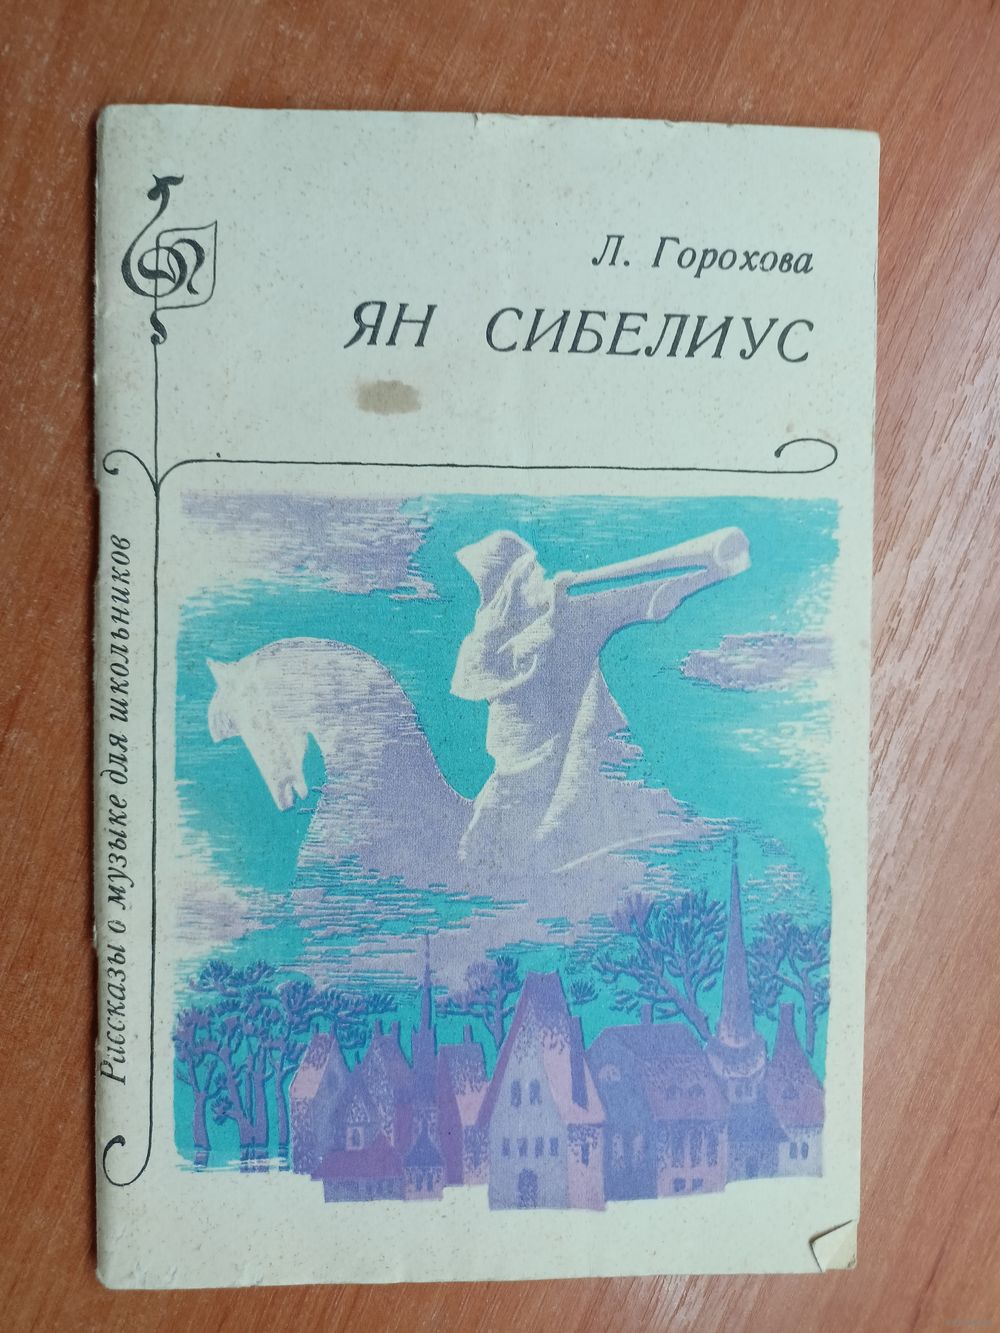 Л. Горохова
ЯН СИБЕЛИУС
Рассказы о музыке для школьников